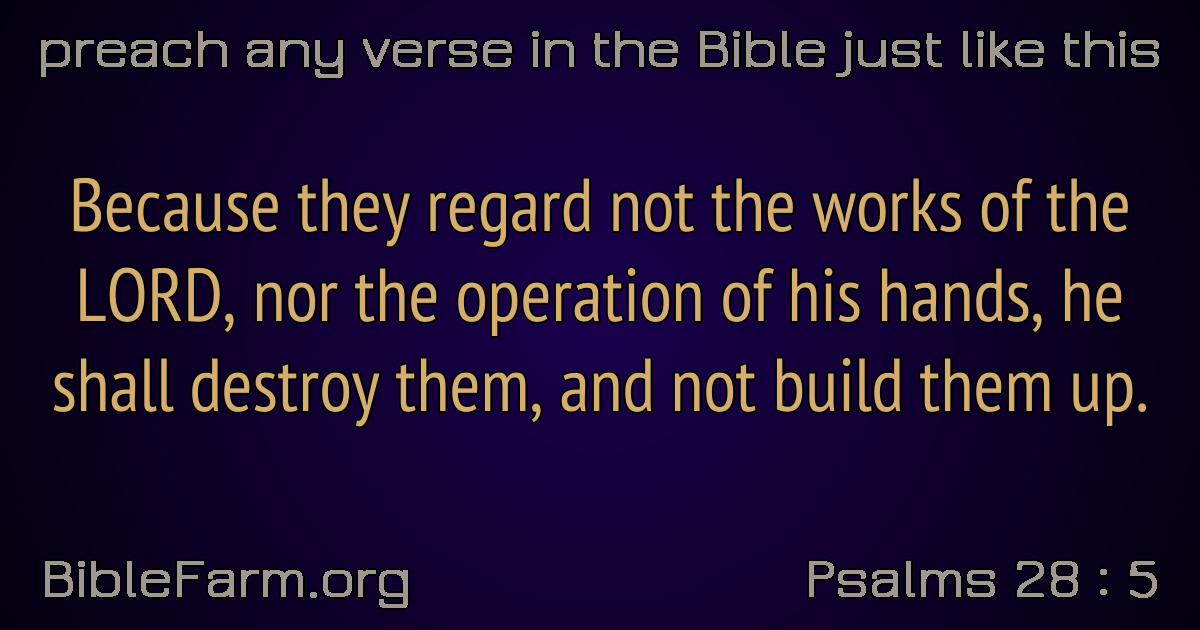 preach any verse in the Bible just like this
Because they regard not the works of the
LORD, nor the operation of his hands, he
shall destroy them, and not build them up.
BibleFarm.org
Psalms 28 : 5